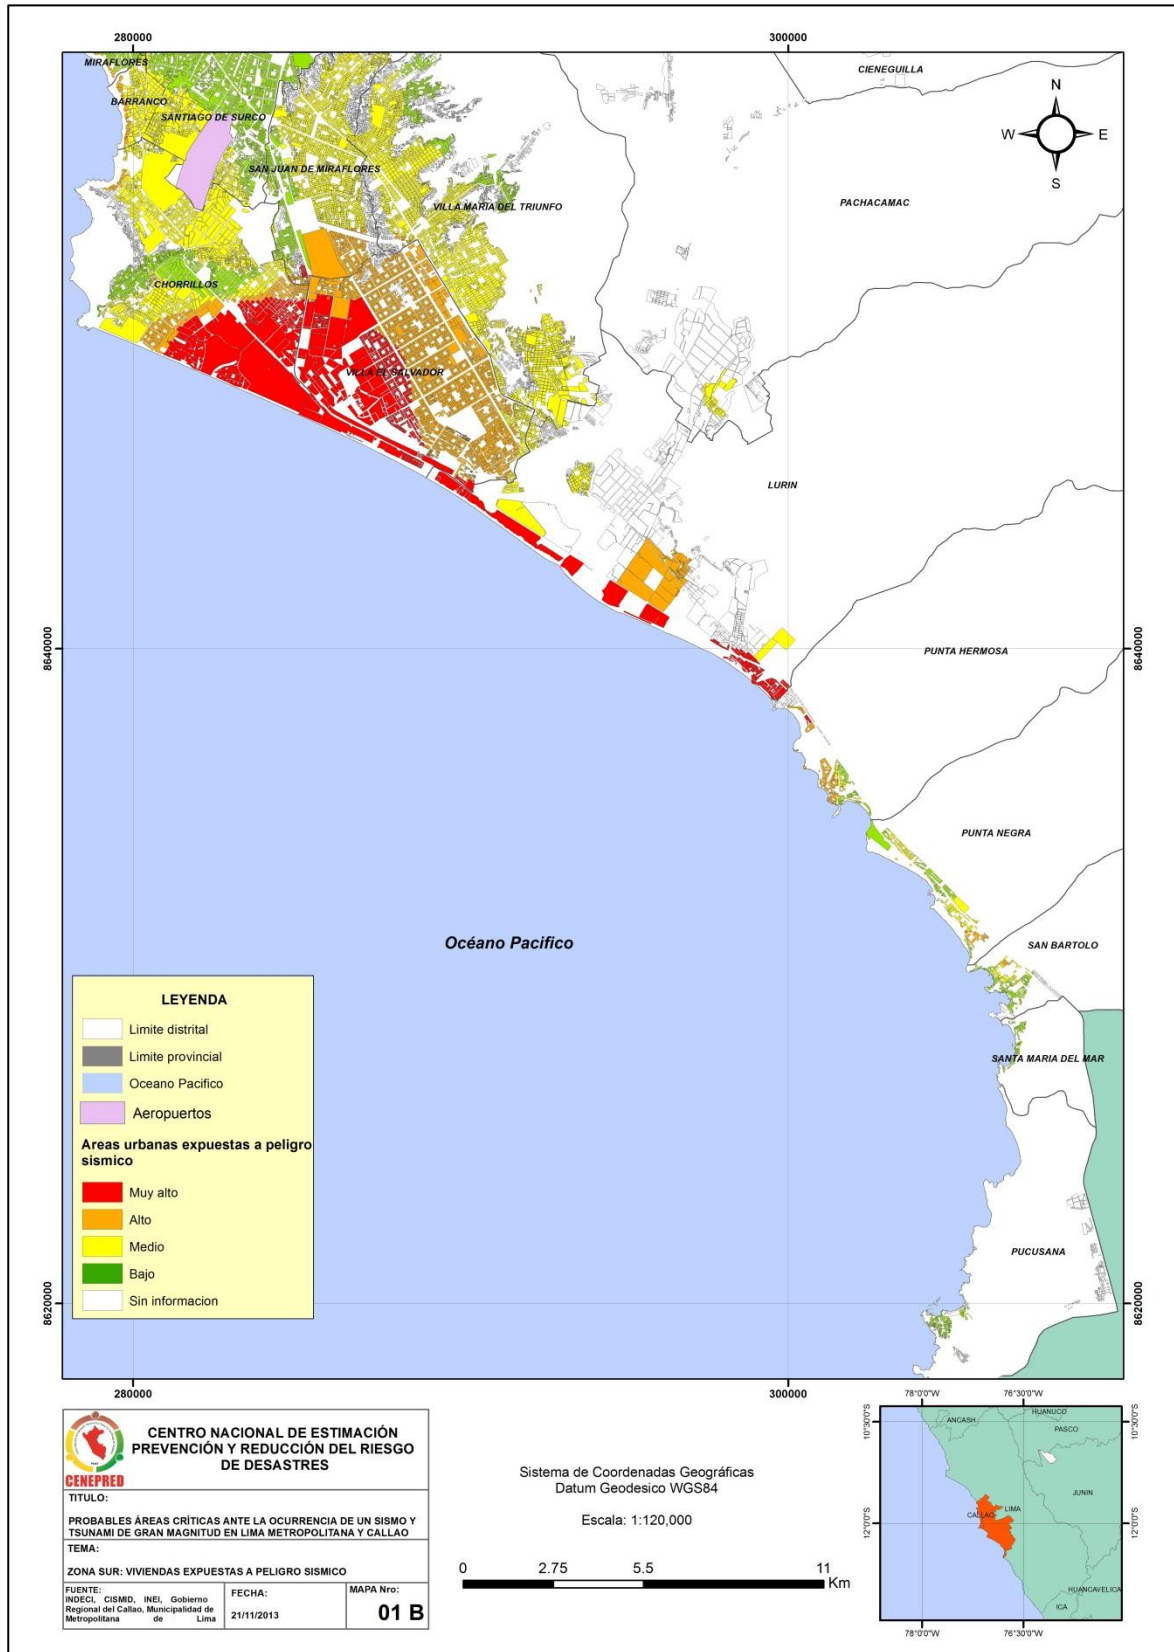 280000
300000
MIRAFLORES
CIENEGUILLA
BARRANCO
SANTIAGO DE SURCO
N
W
E
S
SAN JUAN DE MIRAFLORES
VILLA MARIA DEL TRIUNFO
PACHACAMAC
CHORRILLOS
VILLA EL SALVADOR
LURIN
8640000
8640000
PUNTA HERMOSA
PUNTA NEGRA
Océano Pacifico
SAN BARTOLO
SANTA MARIA DEL MAR
PUCUSANA
LEYENDA
Limite distrital
Limite provincial
Oceano Pacifico
Aeropuertos
Areas urbanas expuestas a peligro
sismico
Muy alto
Alto
Medio
Bajo
Sin informacion
8620000
8620000
280000
300000
CENEPRED
CENTRO NACIONAL DE ESTIMACIÓN
PREVENCIÓN Y REDUCCIÓN DEL RIESGO
DE DESASTRES
TITULO:
PROBABLES ÁREAS CRÍTICAS ANTE LA OCURRENCIA DE UN SISMO Y
TSUNAMI DE GRAN MAGNITUD EN LIMA METROPOLITANA Y CALLAO
TEMA:
ZONA SUR: VIVIENDAS EXPUESTAS A PELIGRO SISMICO
FUENTE:
INDECI, CISMID, INEI, Gobierno
Regional del Callao, Municipalidad de
Metropolitana de Lima
FECHA:
21/11/2013
MAPA Nro:
01 B
Sistema de Coordenadas Geográficas
Datum Geodesico WGS84
Escala: 1:120,000
0 2.75 5.5 11
Km
78°0'0"W 76°30'0"W
10°30'0"S
10°30'0"S
ANCASH
HUANUCO
PASCO
JUNIN
LIMA
CALLAO
12°0'0"S
12°0'0"S
HUANCAVELICA
ICA
78°0'0"W 76°30'0"W